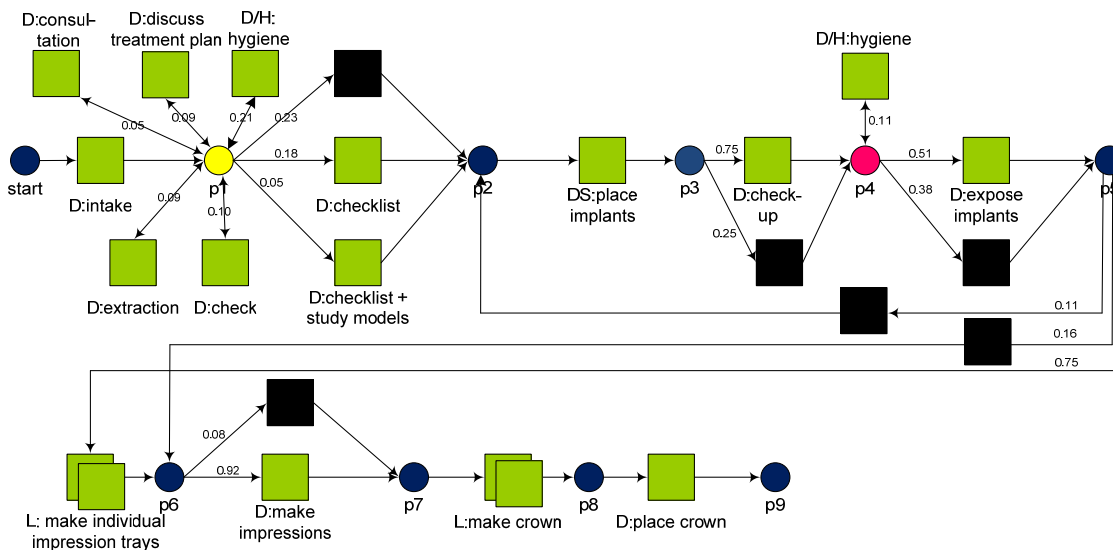 D:consul-
tation
D:discuss
treatment plan
D/H:
hygiene
D/H:hygiene
0.05
0.09
0.21
0.23
0.11
0.18
0.75
0.51
start
D:intake
p1
0.05
D:checklist
p2
DS:place
implants
p3
D:check-
up
p4
0.38
D:expose
implants
p5
0.09
0.10
0.25
D:extraction
D:check
D:checklist +
study models
0.11
0.16
0.75
0.08
0.92
L: make individual
impression trays
p6
D:make
impressions
p7
L:make crown
p8
D:place crown
p9